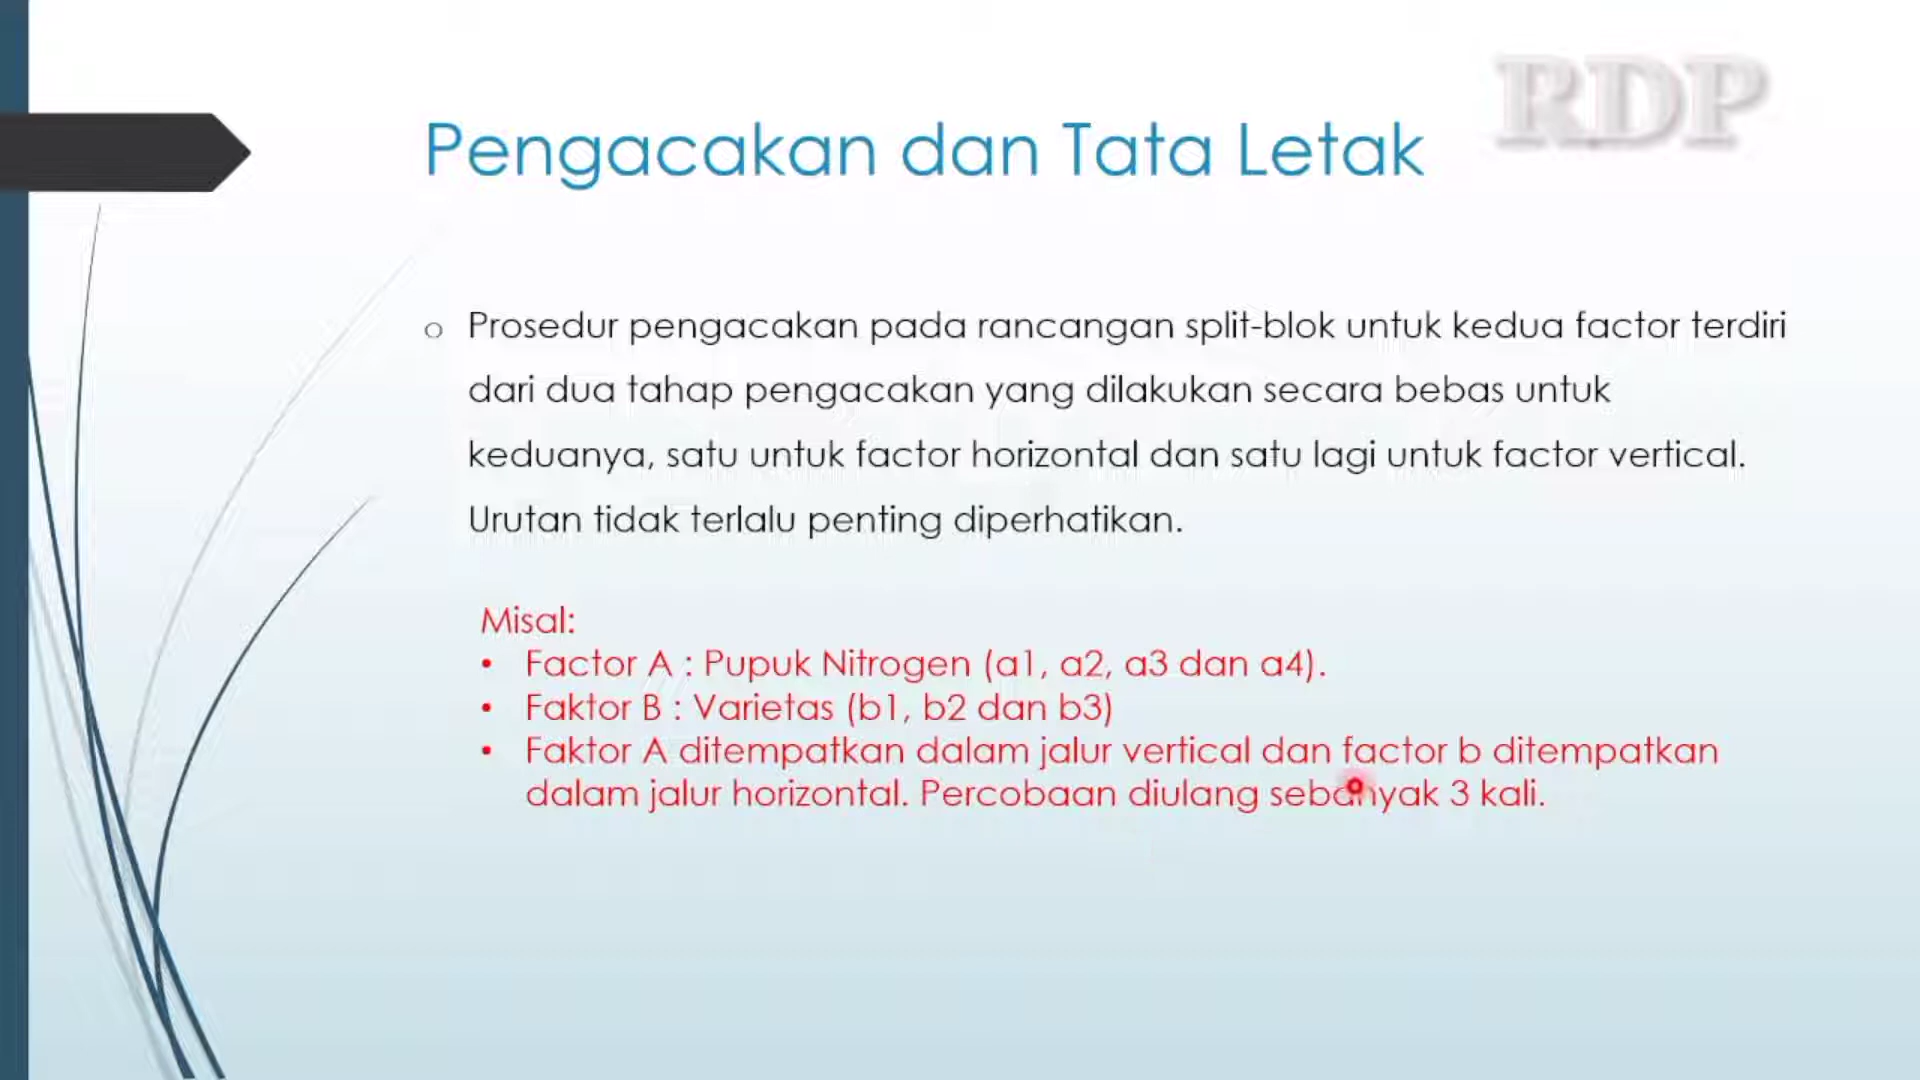 RDP
Pengacakan dan Tata Letak
Prosedur pengacakan pada rancangan split-blok untuk kedua factor terdiri
dari dua tahap pengacakan yang dilakukan secara bebas untuk
keduanya, satu untuk factor horizontal dan satu lagi untuk factor vertical.
Urutan tidak terlalu penting diperhatikan.
Misal:
• Factor A : Pupuk Nitrogen (a1, a2, a3 dan a4).
• Faktor B : Varietas (b1, b2 dan b3)
• Faktor A ditempatkan dalam jalur vertical dan factor b ditempatkan
dalam jalur horizontal. Percobaan diulang sebanyak 3 kali.